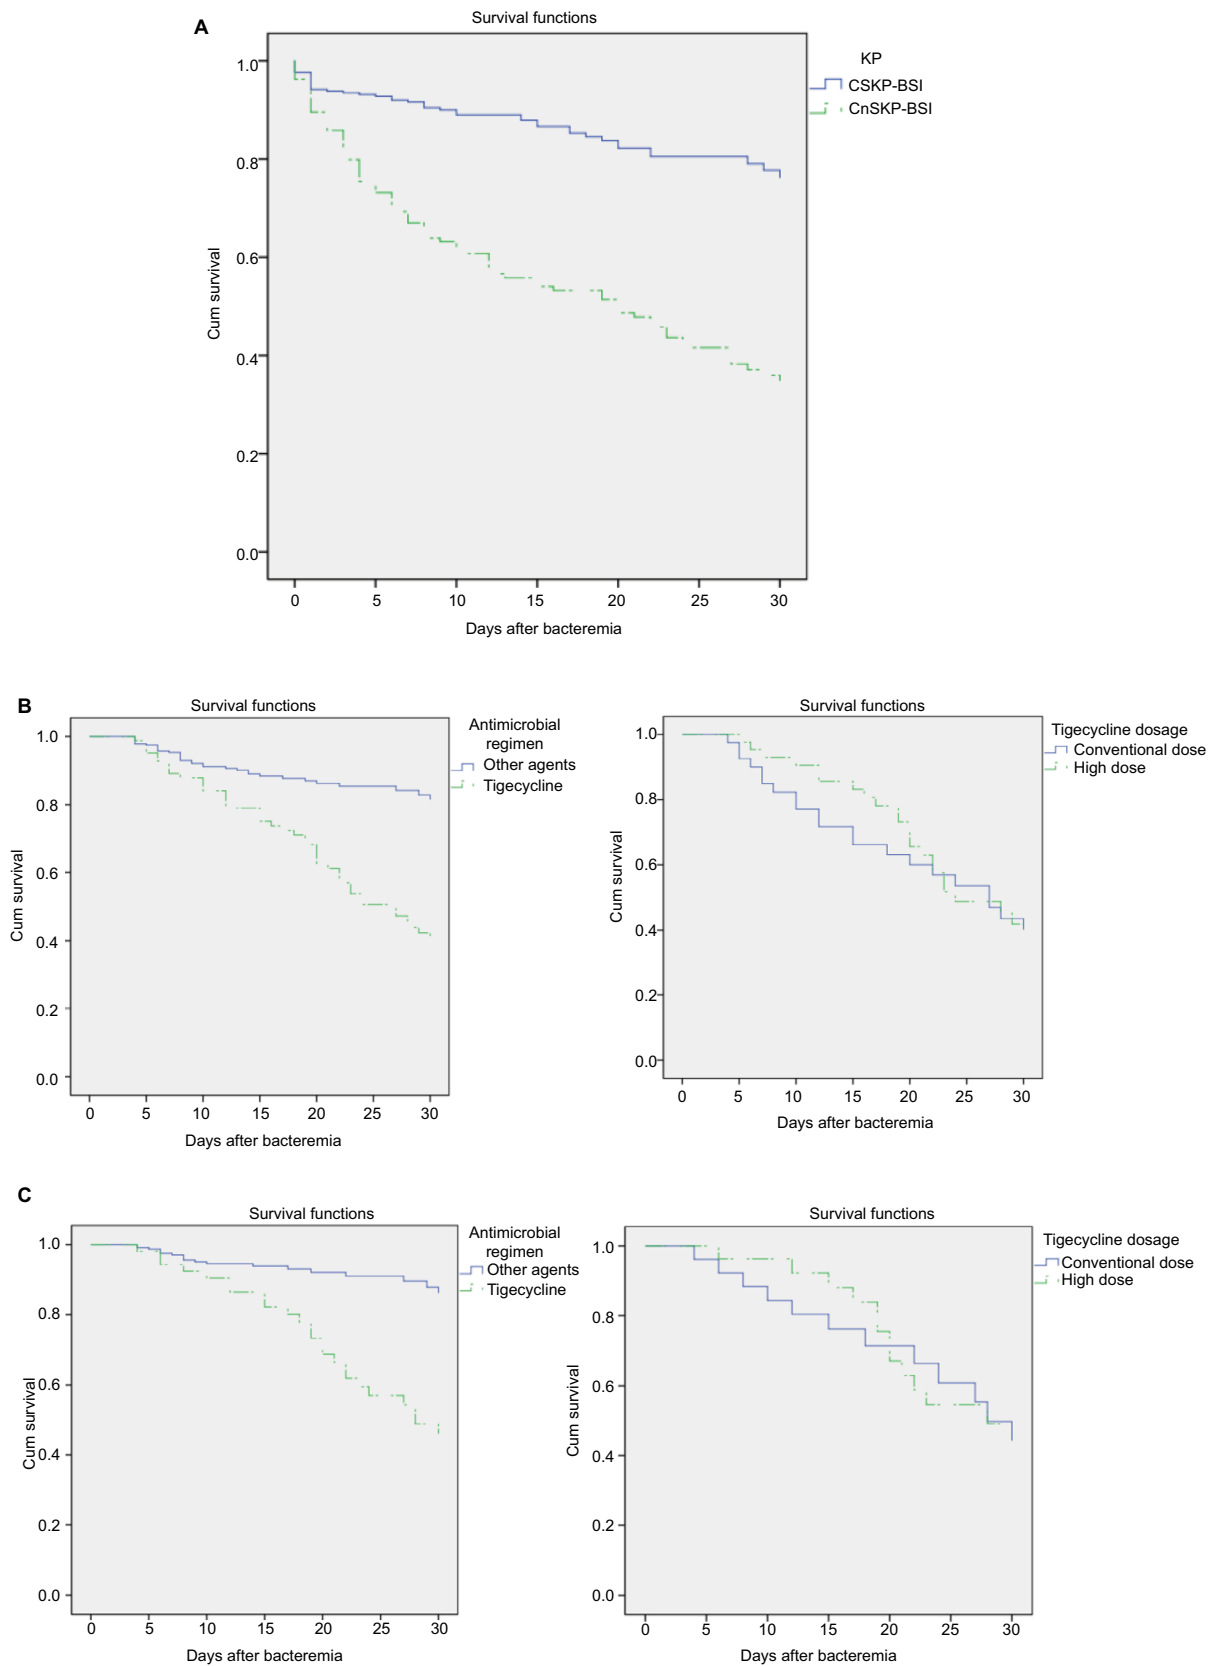 A
Survival functions
KP
CSKP-BSI
CnSKP-BSI
1.0
0.8
0.6
0.4
0.2
0.0
Cum survival
0 5 10 15 20 25 30
Days after bacteremia
B
Survival functions
Antimicrobial
regimen
Other agents
Tigecycline
1.0
0.8
0.6
0.4
0.2
0.0
Cum survival
0 5 10 15 20 25 30
Days after bacteremia
Survival functions
Tigecycline dosage
Conventional dose
High dose
1.0
0.8
0.6
0.4
0.2
0.0
Cum survival
0 5 10 15 20 25 30
Days after bacteremia
C
Survival functions
Antimicrobial
regimen
Other agents
Tigecycline
1.0
0.8
0.6
0.4
0.2
0.0
Cum survival
0 5 10 15 20 25 30
Days after bacteremia
Survival functions
Tigecycline dosage
Conventional dose
High dose
1.0
0.8
0.6
0.4
0.2
0.0
Cum survival
0 5 10 15 20 25 30
Days after bacteremia